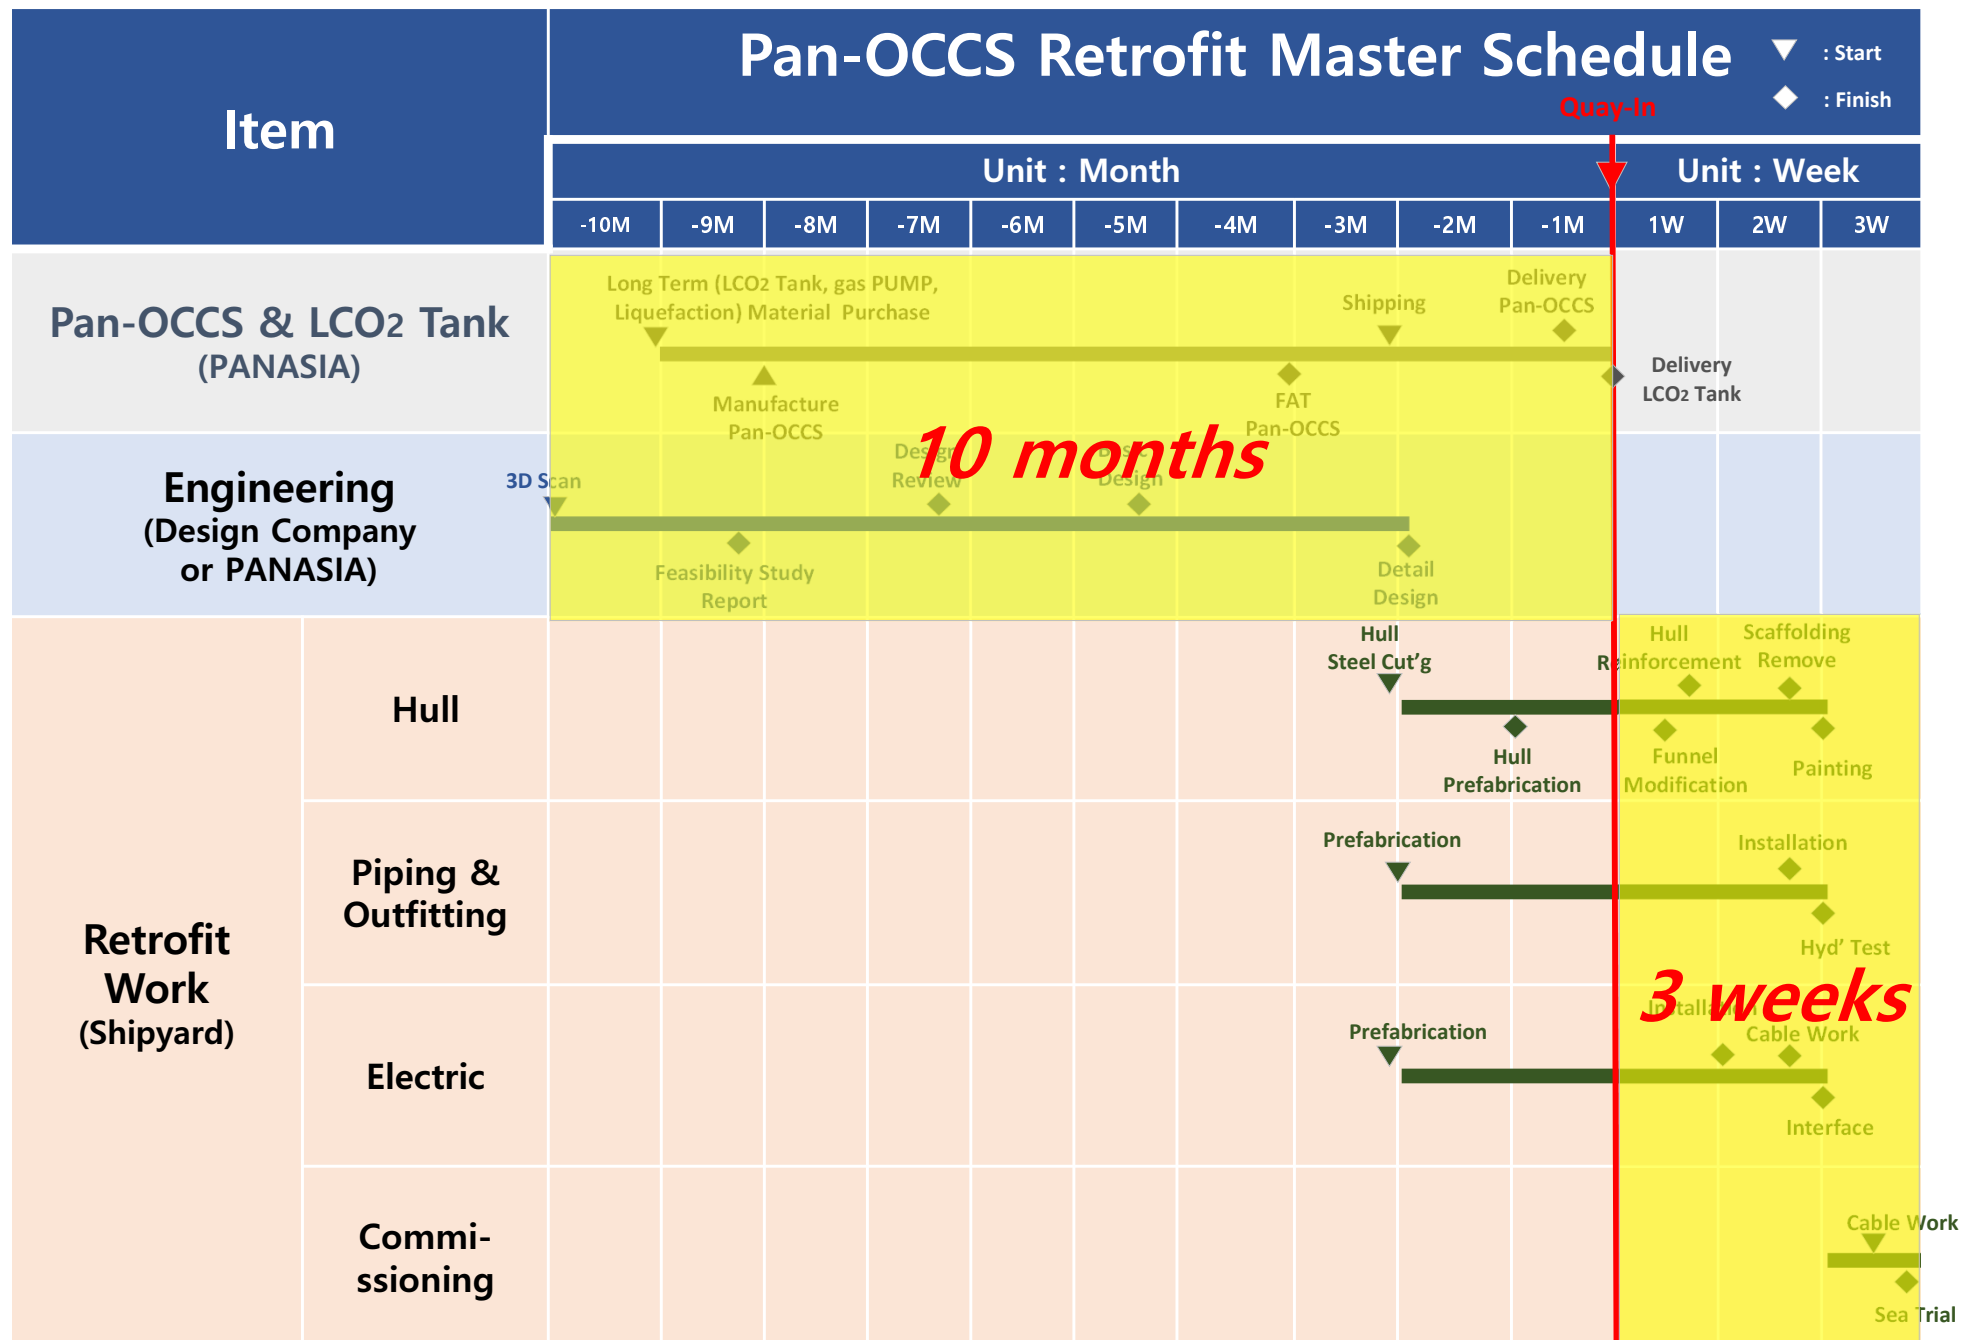 Item
Pan-OCCS Retrofit Master Schedule
: Start
: Finish
Quay-In
Unit : Month
Unit : Week
-10M
-9M
-8M
-7M
-6M
-5M
-4M
-3M
-2M
-1M
1W
2W
3W
Pan-OCCS & LCO2 Tank
(PANASIA)
Long Term (LCO2 Tank, gas PUMP,
Liquefaction) Material Purchase
Manufacture
Pan-OCCS
FAT
Pan-OCCS
Shipping
Delivery
Pan-OCCS
Delivery
LCO2 Tank
10 months
Engineering
(Design Company
or PANASIA)
3D Scan
Feasibility Study
Report
Design
Review
Basic
Design
Detail
Design
Retrofit
Work
(Shipyard)
Hull
Hull
Steel Cut’g
Hull
Prefabrication
Hull
Reinforcement
Funnel
Modification
Scaffolding
Remove
Painting
Piping &
Outfitting
Prefabrication
Installation
Hyd’ Test
3 weeks
Electric
Prefabrication
Installation
Cable Work
Interface
Commi-
ssioning
Cable Work
Sea Trial